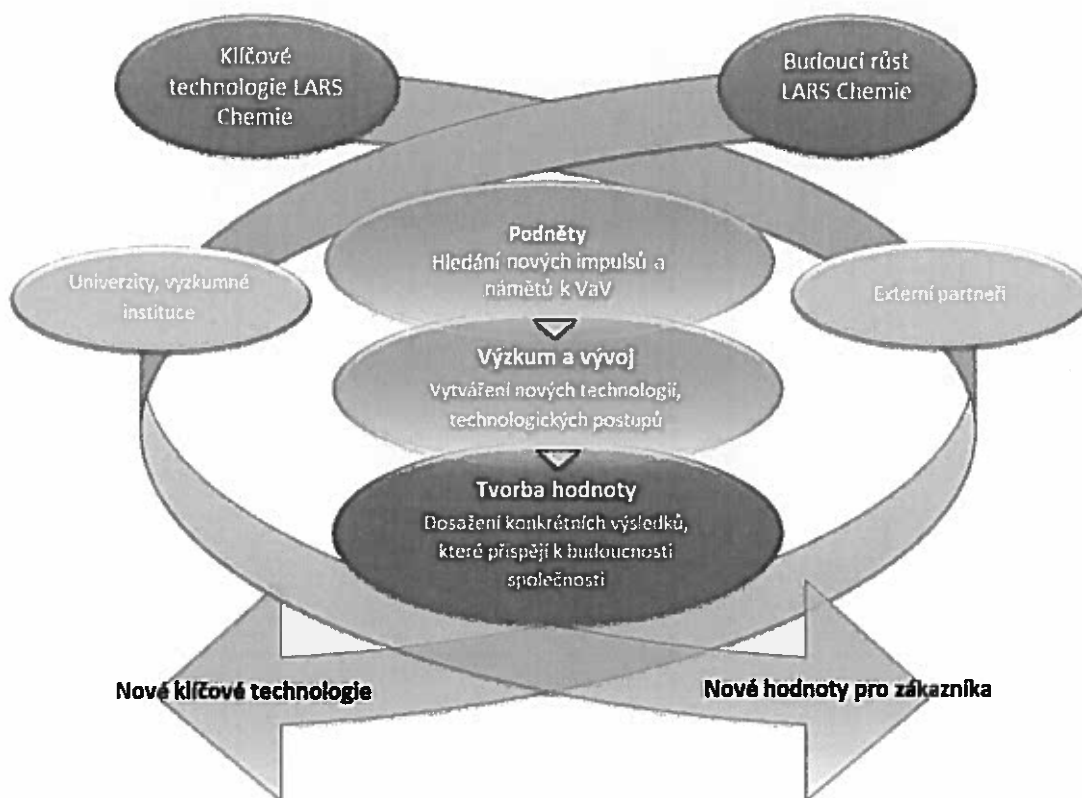 Klíčové
technologie LARS
Chemie
Budoucí růst
LARS Chemie
Podněty
Hledání nových impulsů a
námětů k VaV
Univerzity, výzkumné
instituce
Externí partneři
Výzkum a vývoj
Vytváření nových technologií,
technologických postupů
Tvorba hodnoty
Dosažení konkrétních výsledků,
které přispějí k budoucnosti
společnosti
Nové klíčové technologie
Nové hodnoty pro zákazníka